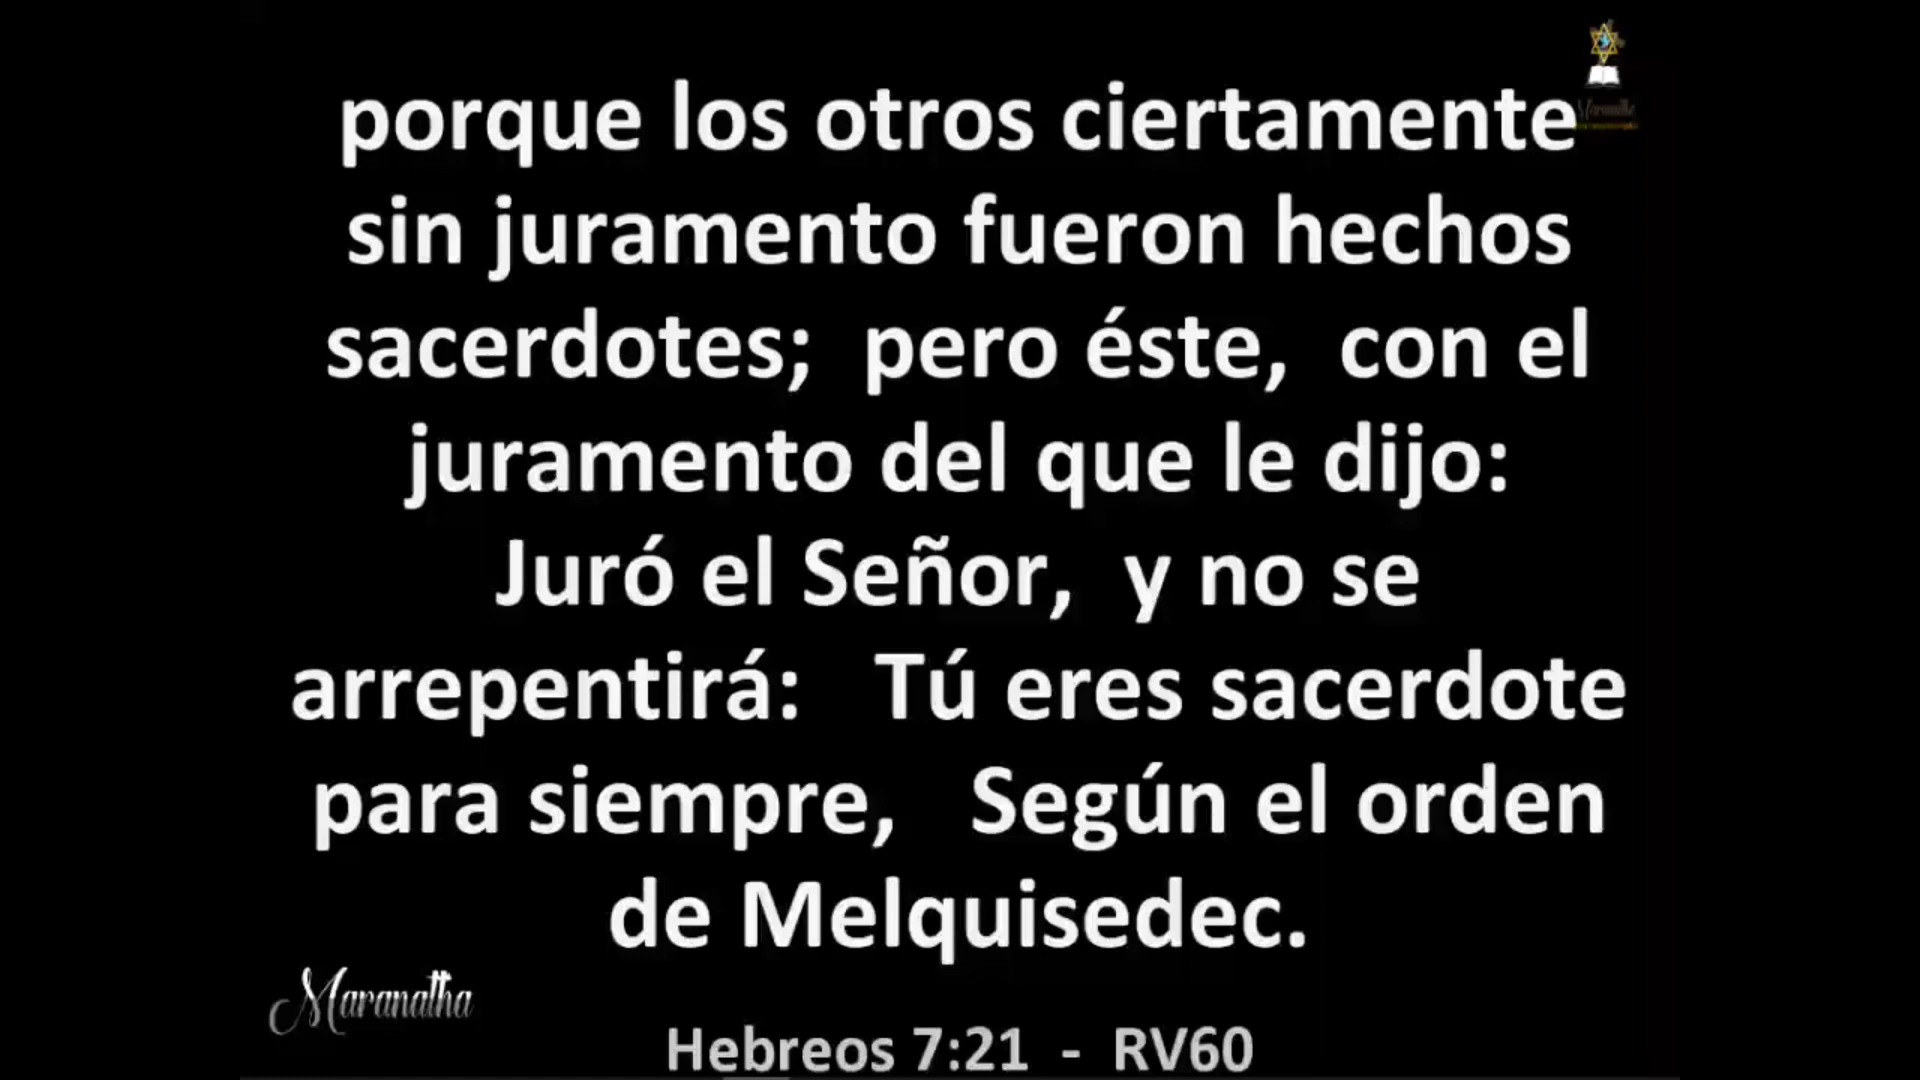 porque los otros ciertamente
sin juramento fueron hechos
sacerdotes; pero éste, con el
juramento del que le dijo:
Juró el Señor, y no se
arrepentirá: Tú eres sacerdote
para siempre, Según el orden
de Melquisedec.
Maranatha
Hebreos 7:21 - RV60